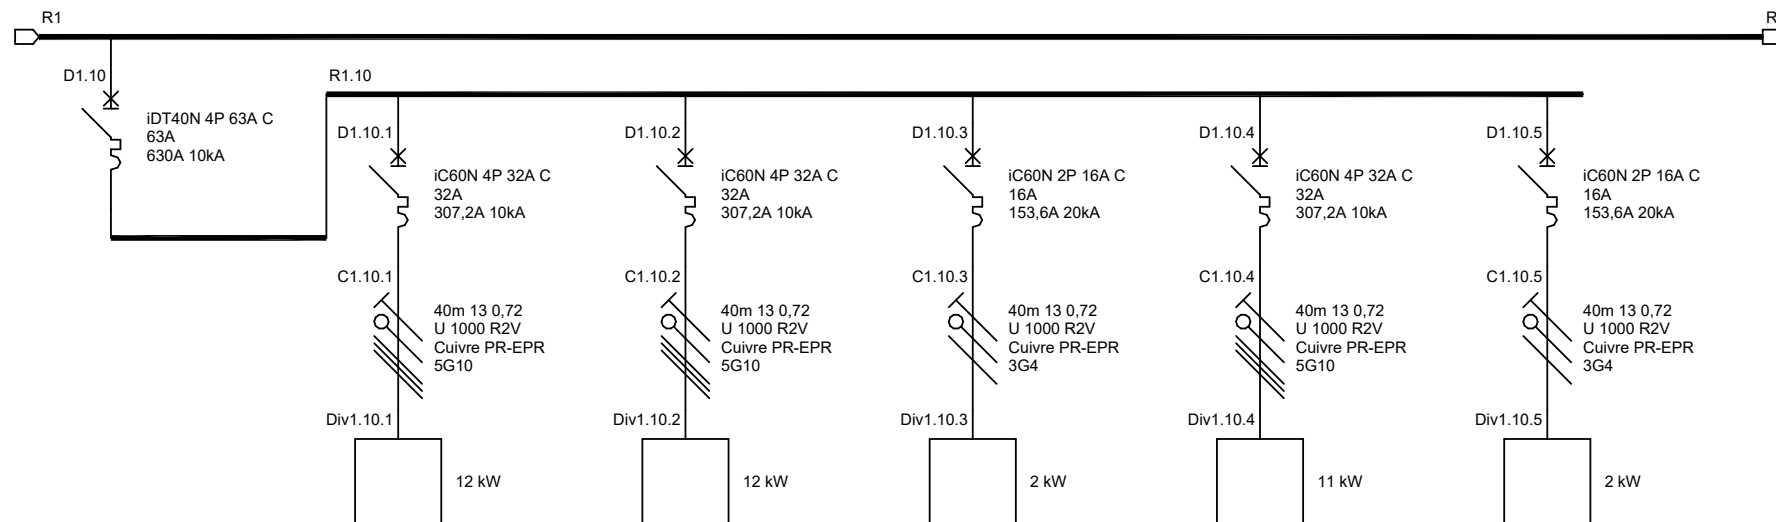 R1
R
D1.10
iDT40N 4P 63A C
63A
630A 10kA
R1.10
D1.10.1
iC60N 4P 32A C
32A
307,2A 10kA
C1.10.1
40m 13 0,72
U 1000 R2V
Cuivre PR-EPR
5G10
Div1.10.1
12 kW
D1.10.2
iC60N 4P 32A C
32A
307,2A 10kA
C1.10.2
40m 13 0,72
U 1000 R2V
Cuivre PR-EPR
5G10
Div1.10.2
12 kW
D1.10.3
iC60N 2P 16A C
16A
153,6A 20kA
C1.10.3
40m 13 0,72
U 1000 R2V
Cuivre PR-EPR
3G4
Div1.10.3
2 kW
D1.10.4
iC60N 4P 32A C
32A
307,2A 10kA
C1.10.4
40m 13 0,72
U 1000 R2V
Cuivre PR-EPR
5G10
Div1.10.4
11 kW
D1.10.5
iC60N 2P 16A C
16A
153,6A 20kA
C1.10.5
40m 13 0,72
U 1000 R2V
Cuivre PR-EPR
3G4
Div1.10.5
2 kW